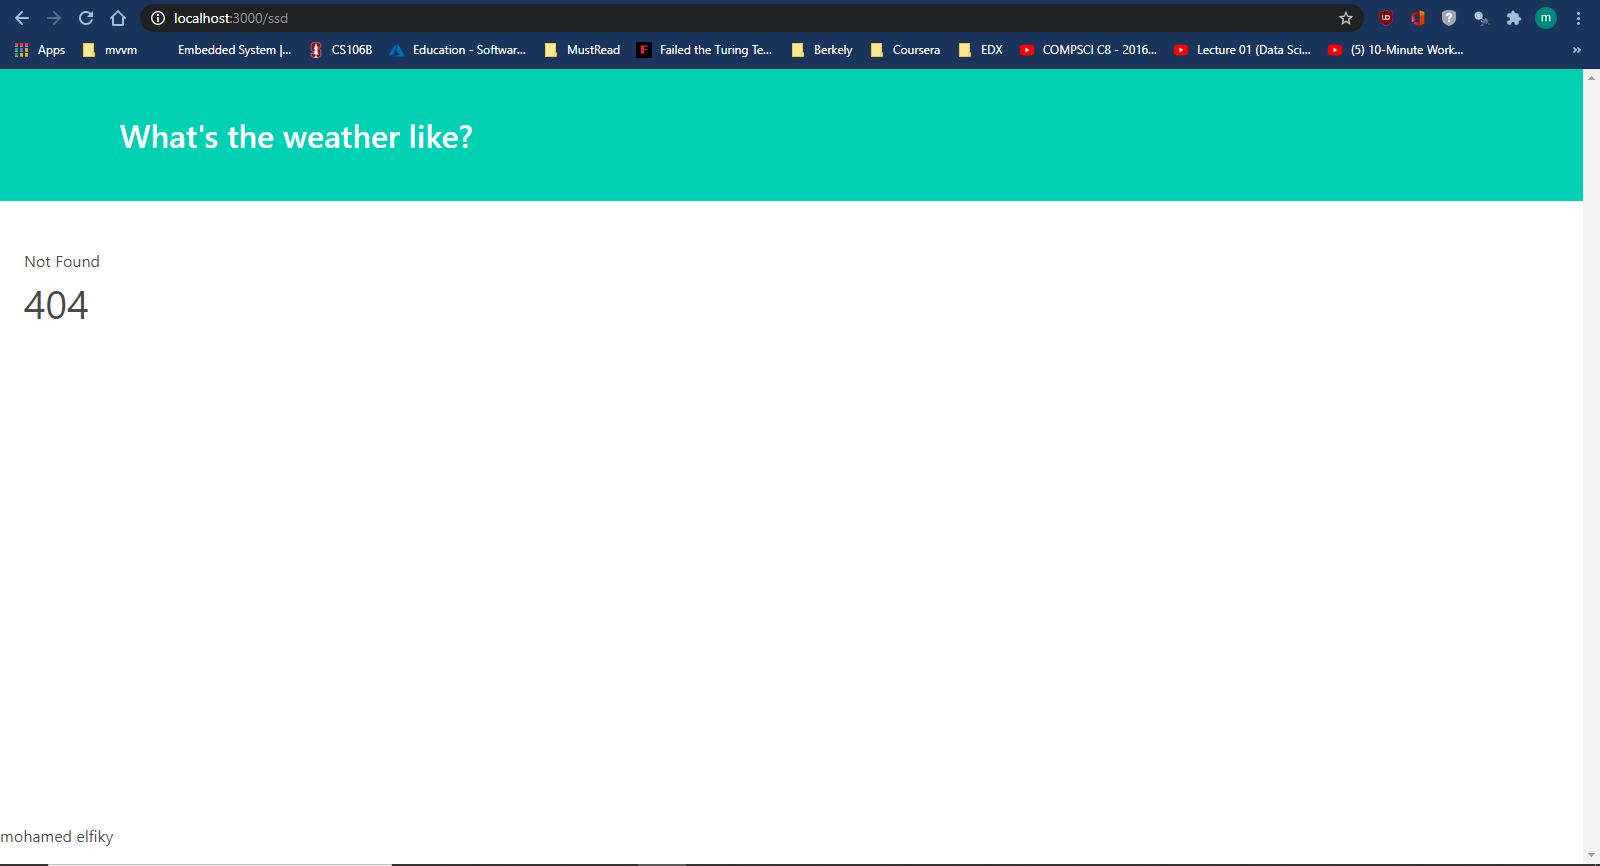 localhost:3000/ssd
m
Apps mvvm Embedded System |... CS106B Education - Softwar... MustRead F Failed the Turing Te... Berkely Coursera EDX COMPSCI C8 - 2016... Lecture 01 (Data Sci... (5) 10-Minute Work... »
What's the weather like?
Not Found
404
mohamed elfiky